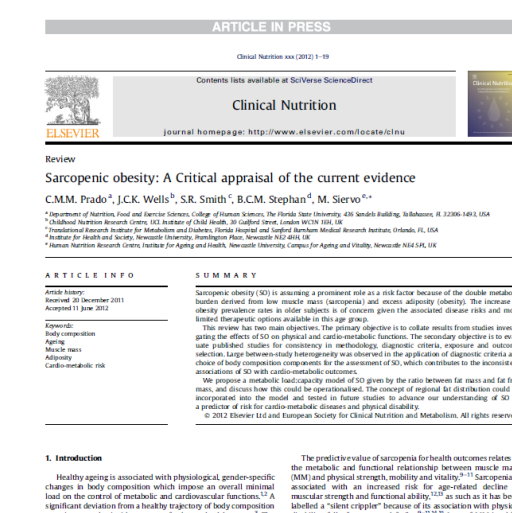 ARTICLE IN PRESS
Clinical Nutrition xxx (2012) 1–19
Contents lists available at SciVerse ScienceDirect
Clinical Nutrition
journal homepage: http://www.elsevier.com/locate/clnu
ELSEVIER
Review
Sarcopenic obesity: A Critical appraisal of the current evidence
C.M.M. Prado a, J.C.K. Wells b, S.R. Smith c, B.C.M. Stephan d, M. Siervo e,*
a Department of Nutrition, Food and Exercise Sciences, College of Human Sciences, The Florida State University, 436 Sandels Building, Tallahassee, FL 32306-1493, USA
b Childhood Nutrition Research Centre, UCL Institute of Child Health, 30 Guilford Street, London WC1N 1EH, UK
c Translational Research Institute for Metabolism and Diabetes, Florida Hospital and Sanford Burnham Medical Research Institute, Orlando, FL, USA
d Institute for Health and Society, Newcastle University, Framlington Place, Newcastle NE2 4HH, UK
e Human Nutrition Research Centre, Institute for Ageing and Health, Newcastle University, Campus for Ageing and Vitality, Newcastle NE4 5PL, UK
ARTICLE INFO
Article history:
Received 20 December 2011
Accepted 11 June 2012
Keywords:
Body composition
Ageing
Muscle mass
Adiposity
Cardio-metabolic risk
SUMMARY
Sarcopenic obesity (SO) is assuming a prominent role as a risk factor because of the double metabo
burden derived from low muscle mass (sarcopenia) and excess adiposity (obesity). The increase
obesity prevalence rates in older subjects is of concern given the associated disease risks and mo
limited therapeutic options available in this age group.
This review has two main objectives. The primary objective is to collate results from studies inves
gating the effects of SO on physical and cardio-metabolic functions. The secondary objective is to ev
uate published studies for consistency in methodology, diagnostic criteria, exposure and outcom
selection. Large between-study heterogeneity was observed in the application of diagnostic criteria a
choice of body composition components for the assessment of SO, which contributes to the inconsiste
associations of SO with cardio-metabolic outcomes.
We propose a metabolic load:capacity model of SO given by the ratio between fat mass and fat fr
mass, and discuss how this could be operationalised. The concept of regional fat distribution could
incorporated into the model and tested in future studies to advance our understanding of SO
a predictor of risk for cardio-metabolic diseases and physical disability.
© 2012 Elsevier Ltd and European Society for Clinical Nutrition and Metabolism. All rights reserve
1. Introduction
Healthy ageing is associated with physiological, gender-specific
changes in body composition which impose an overall minimal
load on the control of metabolic and cardiovascular functions.1,2 A
significant deviation from a healthy trajectory of body composition
The predictive value of sarcopenia for health outcomes relates
the metabolic and functional relationship between muscle ma
(MM) and physical strength, mobility and vitality.9–11 Sarcopenia
associated with an increased risk for age-related decline
muscular strength and functional ability,12,13 as such it has bee
labelled a "silent crippler" because of its association with physic